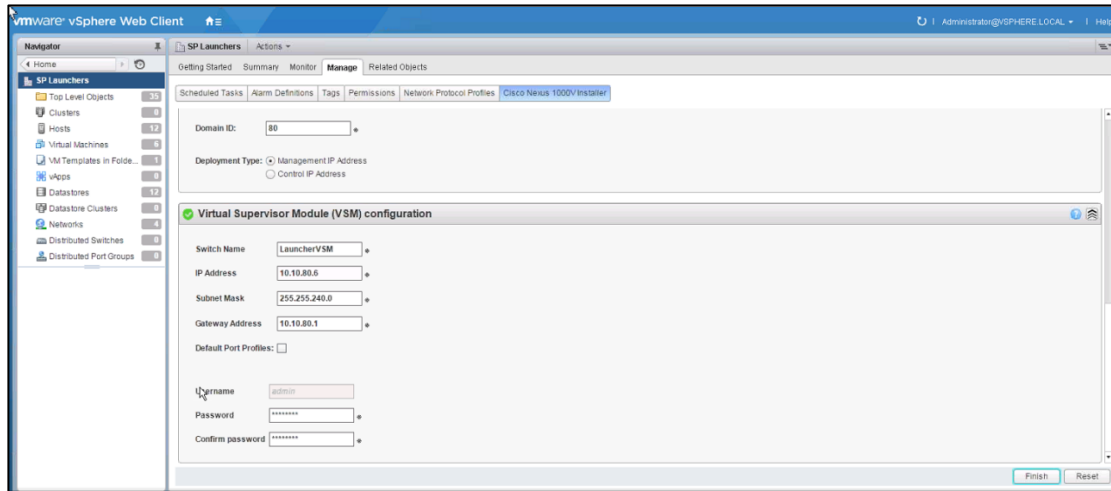 vmware® vSphere Web Client
Administrator@VSPHERE.LOCAL | Help
Navigator
SP Launchers Actions
Home
Getting Started Summary Monitor Manage Related Objects
SP Launchers
Scheduled Tasks Alarm Definitions Tags Permissions Network Protocol Profiles Cisco Nexus 1000V Installer
Top Level Objects 35
Clusters 0
Hosts 12
Virtual Machines 6
VM Templates in Folde... 1
vApps 0
Datastores 12
Datastore Clusters 0
Networks 4
Distributed Switches 0
Distributed Port Groups 0
Domain ID: 80
Deployment Type: Management IP Address
Control IP Address
Virtual Supervisor Module (VSM) configuration
Switch Name LauncherVSM
IP Address 10.10.80.6
Subnet Mask 255.255.240.0
Gateway Address 10.10.80.1
Default Port Profiles:
Username admin
Password ********
Confirm password ********
Finish Reset